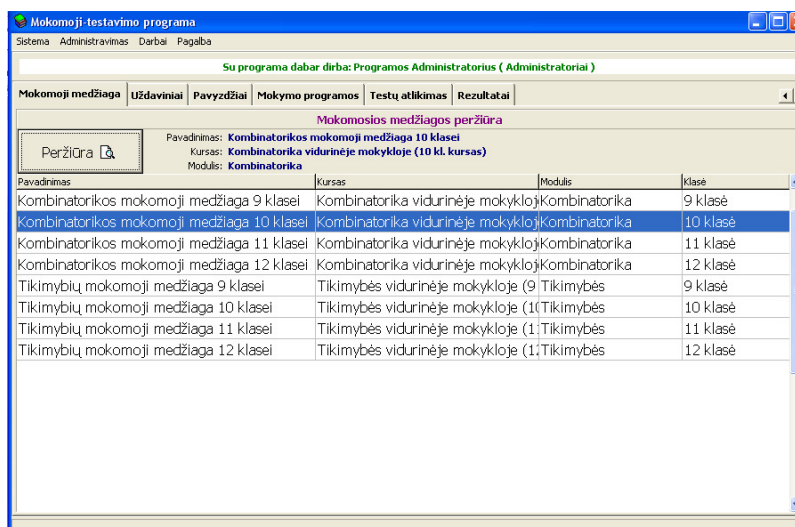 Mokomoji-testavimo programa
Sistema Administravimas Darbai Pagalba
Su programa dabar dirba: Programos Administratorius ( Administratoriai )
Mokomoji medžiaga Uždaviniai Pavyzdžiai Mokymo programos Testų atlikimas Rezultatai
Mokomosios medžiagos peržiūra
Peržiūra
Pavadinimas: Kombinatorikos mokomoji medžiaga 10 klasei
Kursas: Kombinatorika vidurinėje mokykloje (10 kl. kursas)
Modulis: Kombinatorika
Pavadinimas Kursas Modulis Klasė
Kombinatorikos mokomoji medžiaga 9 klasei Kombinatorika vidurinėje mokykloj Kombinatorika 9 klasė
Kombinatorikos mokomoji medžiaga 10 klasei Kombinatorika vidurinėje mokykloj Kombinatorika 10 klasė
Kombinatorikos mokomoji medžiaga 11 klasei Kombinatorika vidurinėje mokykloj Kombinatorika 11 klasė
Kombinatorikos mokomoji medžiaga 12 klasei Kombinatorika vidurinėje mokykloj Kombinatorika 12 klasė
Tikimybių mokomoji medžiaga 9 klasei Tikimybės vidurinėje mokykloje (9 Tikimybės 9 klasė
Tikimybių mokomoji medžiaga 10 klasei Tikimybės vidurinėje mokykloje (10 Tikimybės 10 klasė
Tikimybių mokomoji medžiaga 11 klasei Tikimybės vidurinėje mokykloje (11 Tikimybės 11 klasė
Tikimybių mokomoji medžiaga 12 klasei Tikimybės vidurinėje mokykloje (12 Tikimybės 12 klasė